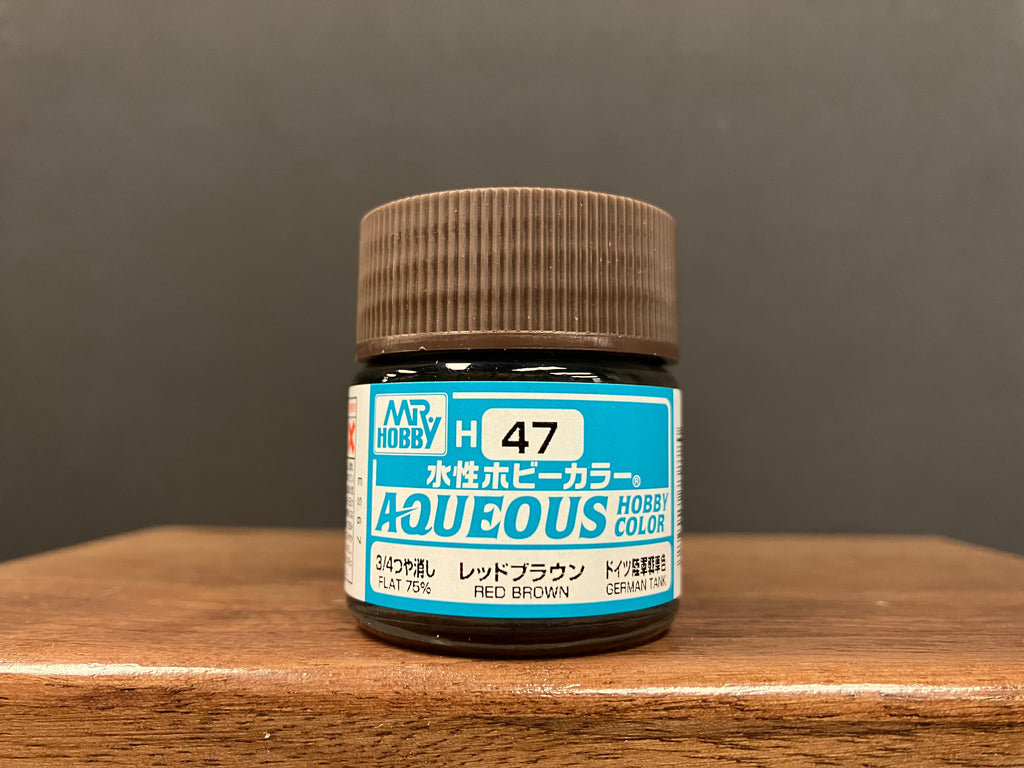 MR. HOBBY
H 47
水性ホビーカラー®
AQUEOUS HOBBY COLOR
3/4つや消し
FLAT 75%
レッドブラウン
RED BROWN
ドイツ陸軍戦車色
GERMAN TANK
ES67